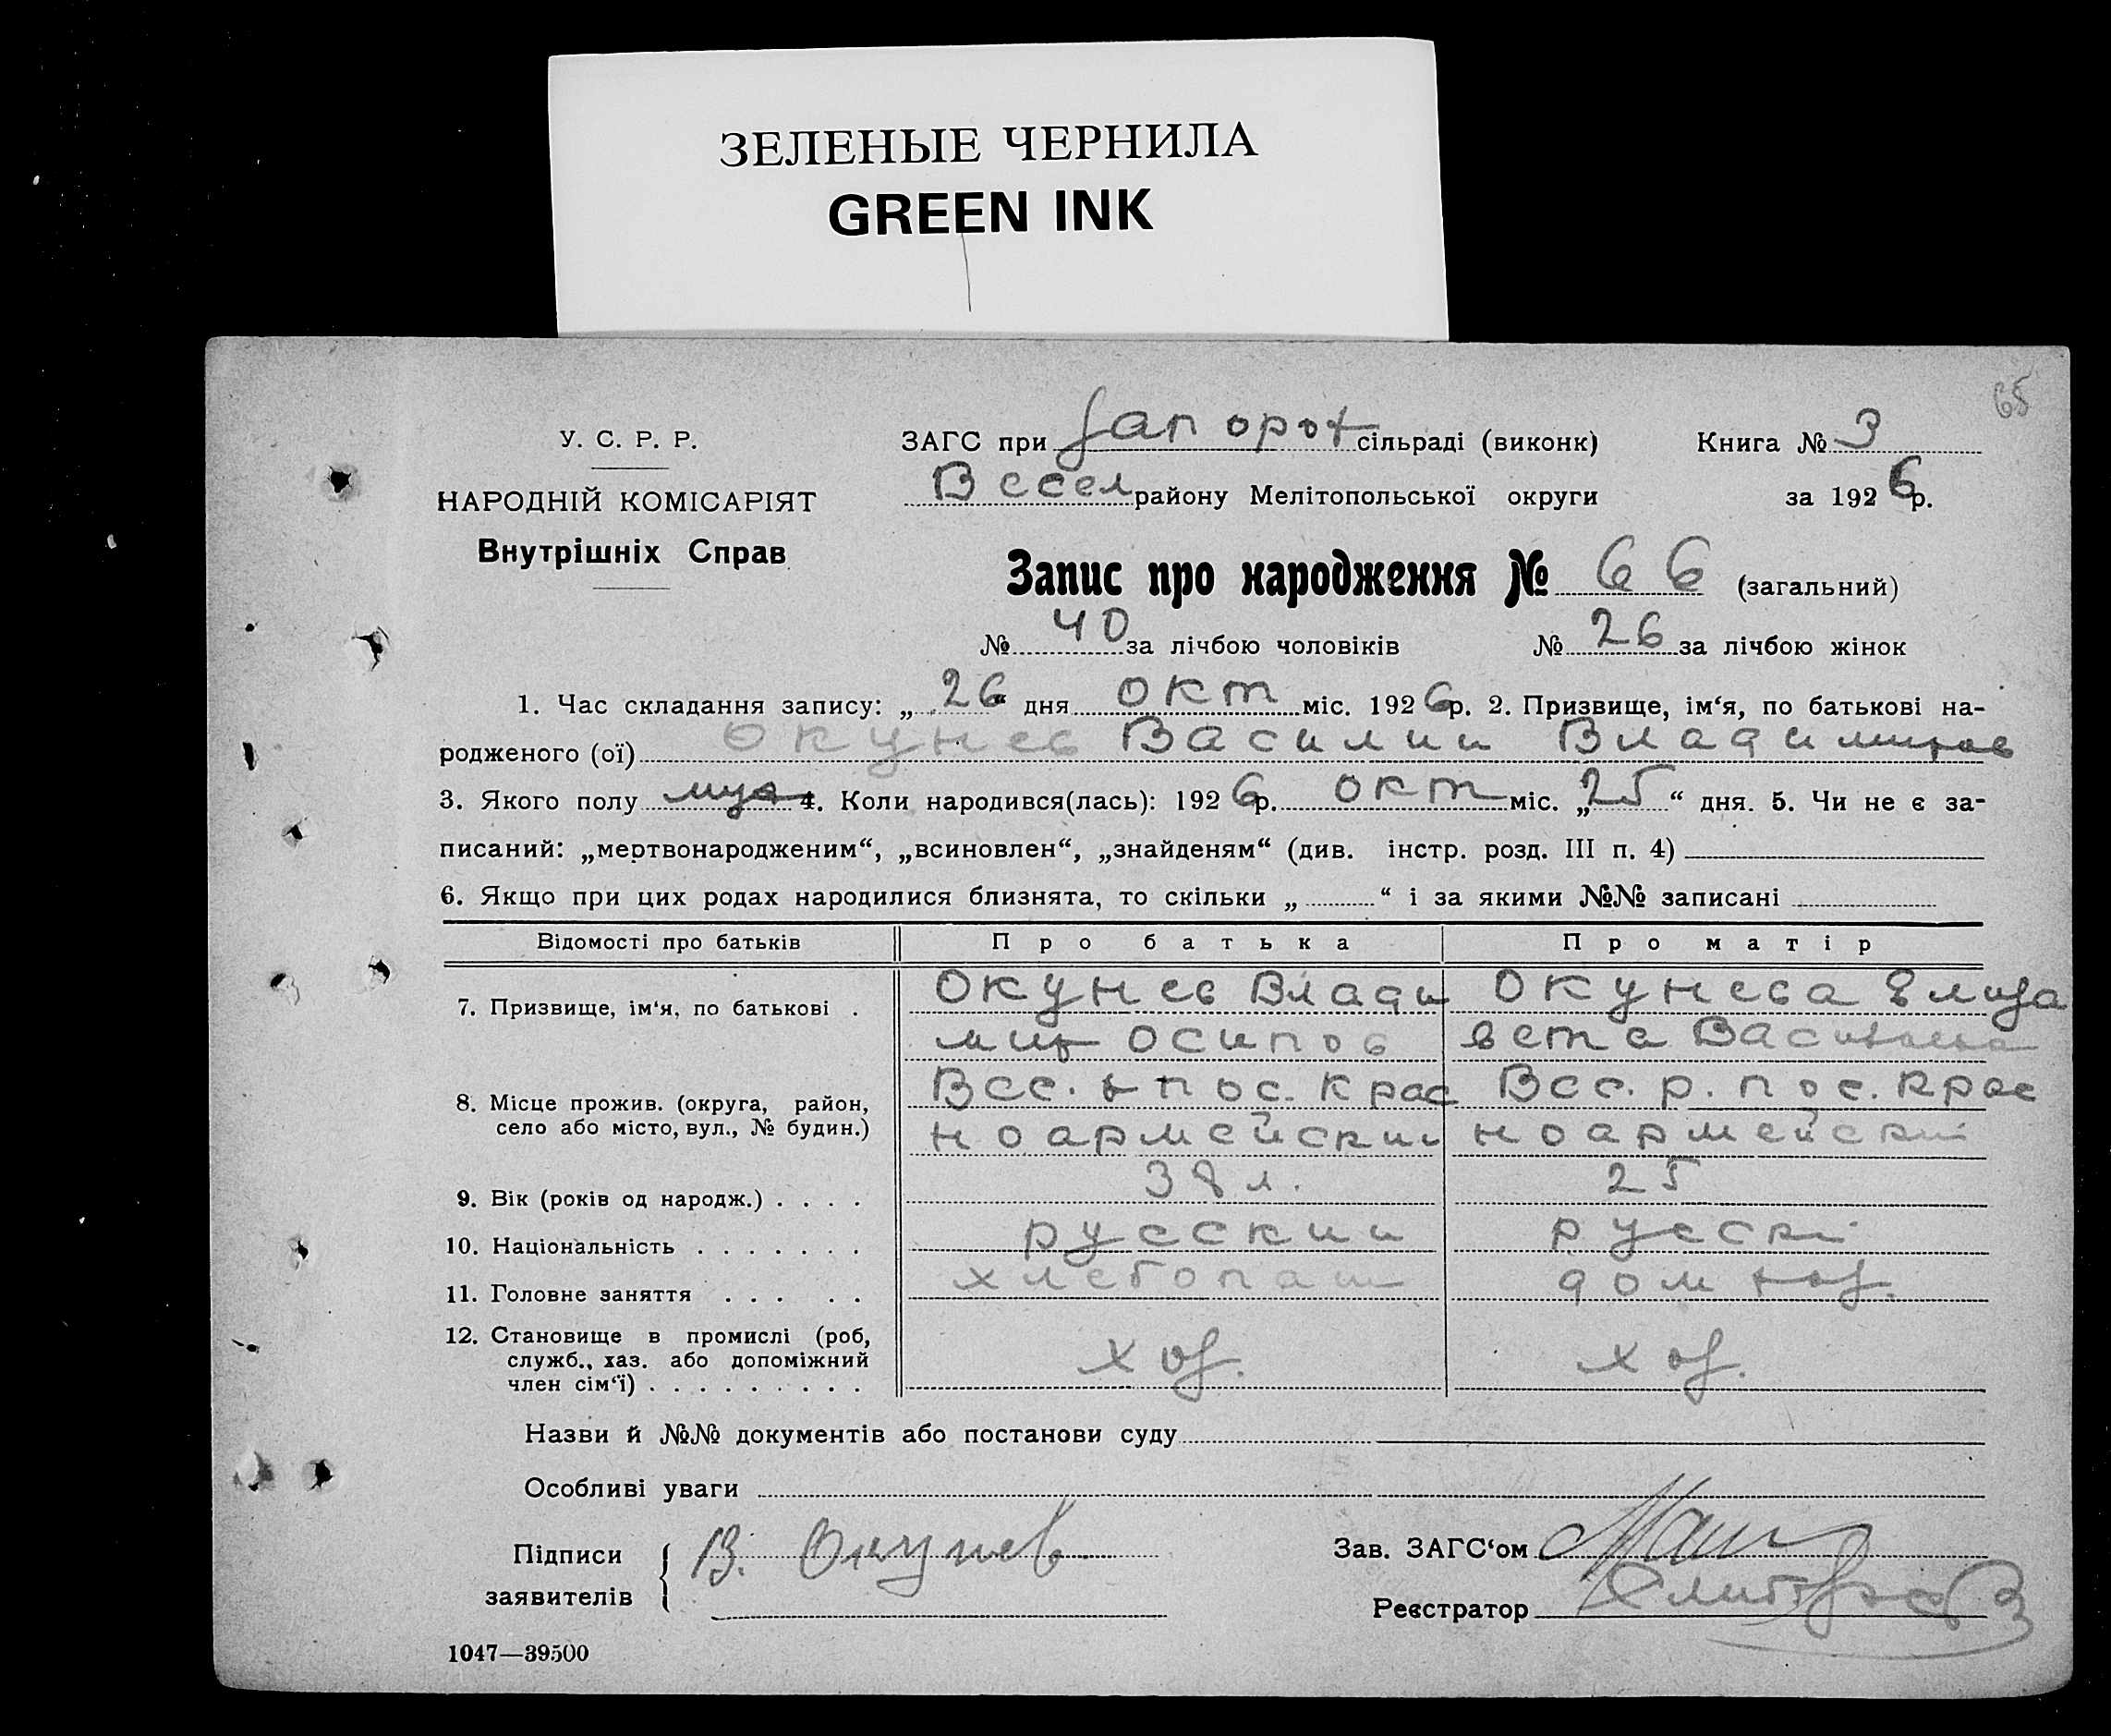 ЗЕЛЕНЫЕ ЧЕРНИЛА
GREEN INK
65
У. С. Р. Р.
НАРОДНІЙ КОМІСАРІЯТ
Внутрішніх Справ
ЗАГС при Запорож сільраді (виконк)
Книга № 3
Весел району Мелітопольської округи
за 1926р.
Запис про народження № 66 (загальний)
№ 40 за лічбою чоловіків № 26 за лічбою жінок
1. Час складання запису: „26“ дня окт міс. 1926р. 2. Призвище, ім‘я, по батькові на-
родженого (ої) Окунев Василии Владимиров
3. Якого полу муж 4. Коли народився(лась): 1926р. окт міс. „25“ дня. 5. Чи не є за-
писаний: „мертвонародженим“, „всиновлен“, „знайденям“ (див. інстр. розд. III п. 4)
6. Якщо при цих родах народилися близнята, то скільки „ “ і за якими №№ записані
Відомості про батьків
Про батька
Про матір
7. Призвище, ім‘я, по батькові .
Окунев Влади
мир Осипов
Окунева Елиза
вета
8. Місце прожив. (округа, район,
село або місто, вул., № будин.)
Вес. р пос. Крас
ноармейскии
Вес. р. пос. Крас
ноармейски
9. Вік (років од народж.) . . . .
38 л.
25
10. Національність . . . . . . .
русскии
русски
11. Головне заняття . . . . .
хлебопаш
дом хоз.
12. Становище в промислі (роб,
служб., хаз. або допоміжний
член сім‘ї) . . . . . . . . .
хоз.
хоз.
Назви й №№ документів або постанови суду
Особливі уваги
Підписи
заявителів
В. Окунев
Зав. ЗАГС‘ом
Реєстратор
1047—39500